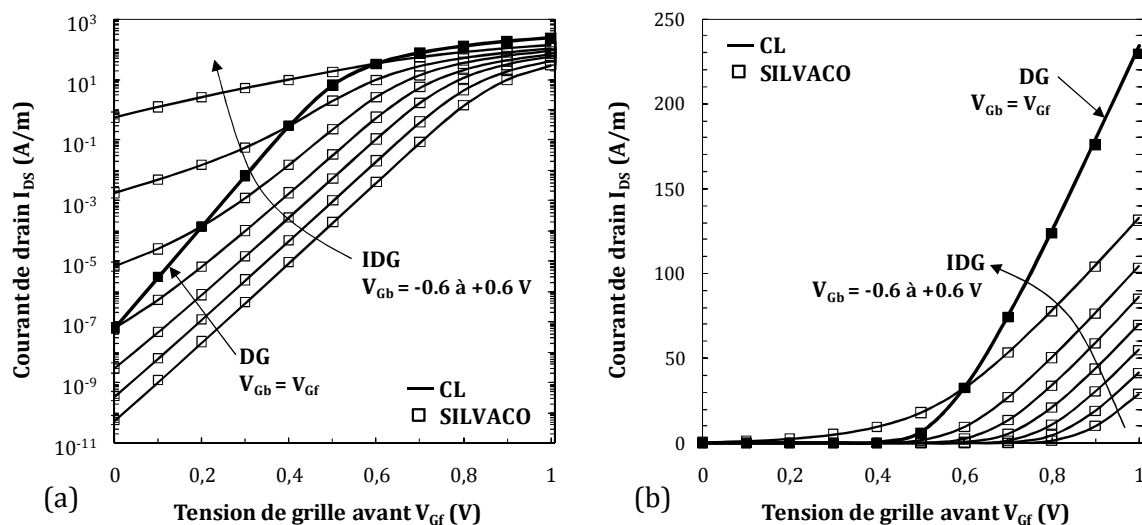 10³
10¹
10⁻¹
10⁻³
10⁻⁵
10⁻⁷
10⁻⁹
10⁻¹¹
Courant de drain I_DS (A/m)
IDG
V_Gb = -0.6 à +0.6 V
DG
V_Gb = V_Gf
CL
SILVACO
0
0,2
0,4
0,6
0,8
1
Tension de grille avant V_Gf (V)
(a)
250
200
150
100
50
0
Courant de drain I_DS (A/m)
CL
SILVACO
DG
V_Gb = V_Gf
IDG
V_Gb = -0.6 à +0.6 V
0
0,2
0,4
0,6
0,8
1
Tension de grille avant V_Gf (V)
(b)